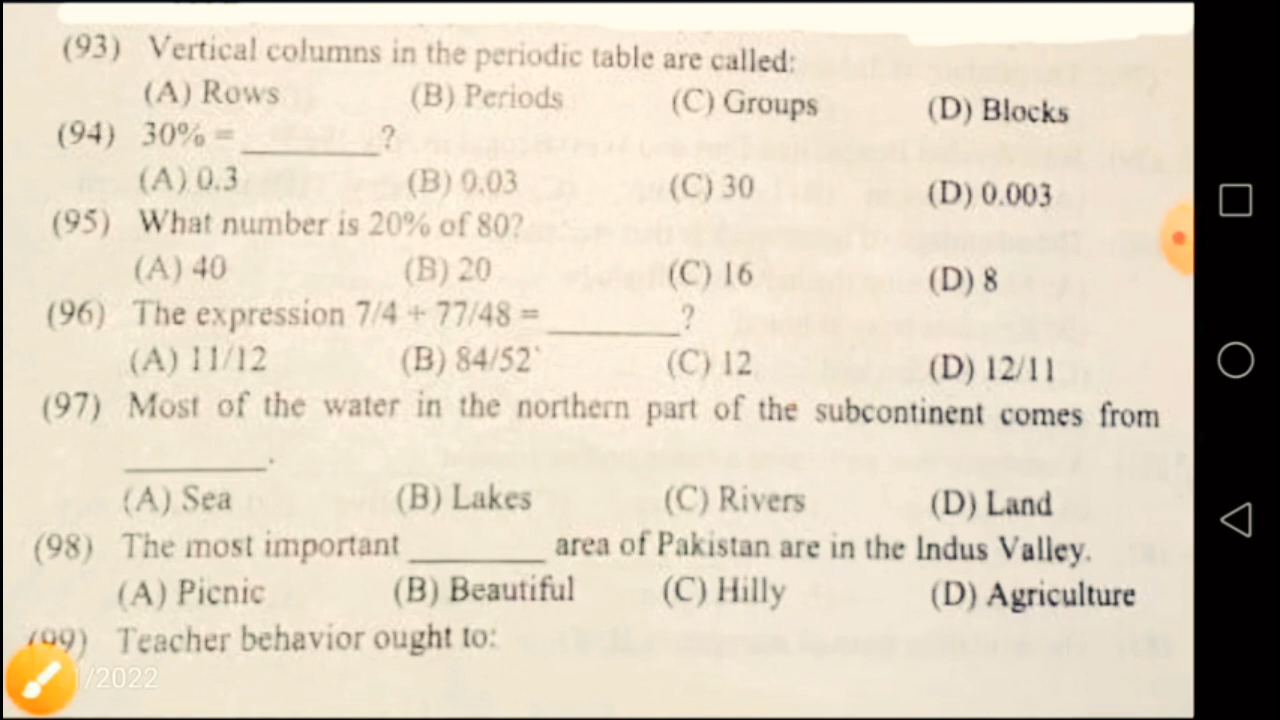 (93) Vertical columns in the periodic table are called:
(A) Rows (B) Periods (C) Groups (D) Blocks
(94) 30% = ________?
(A) 0.3 (B) 0.03 (C) 30 (D) 0.003
(95) What number is 20% of 80?
(A) 40 (B) 20 (C) 16 (D) 8
(96) The expression 7/4 + 77/48 = ________?
(A) 11/12 (B) 84/52 (C) 12 (D) 12/11
(97) Most of the water in the northern part of the subcontinent comes from
________.
(A) Sea (B) Lakes (C) Rivers (D) Land
(98) The most important ________ area of Pakistan are in the Indus Valley.
(A) Picnic (B) Beautiful (C) Hilly (D) Agriculture
(99) Teacher behavior ought to:
/2022